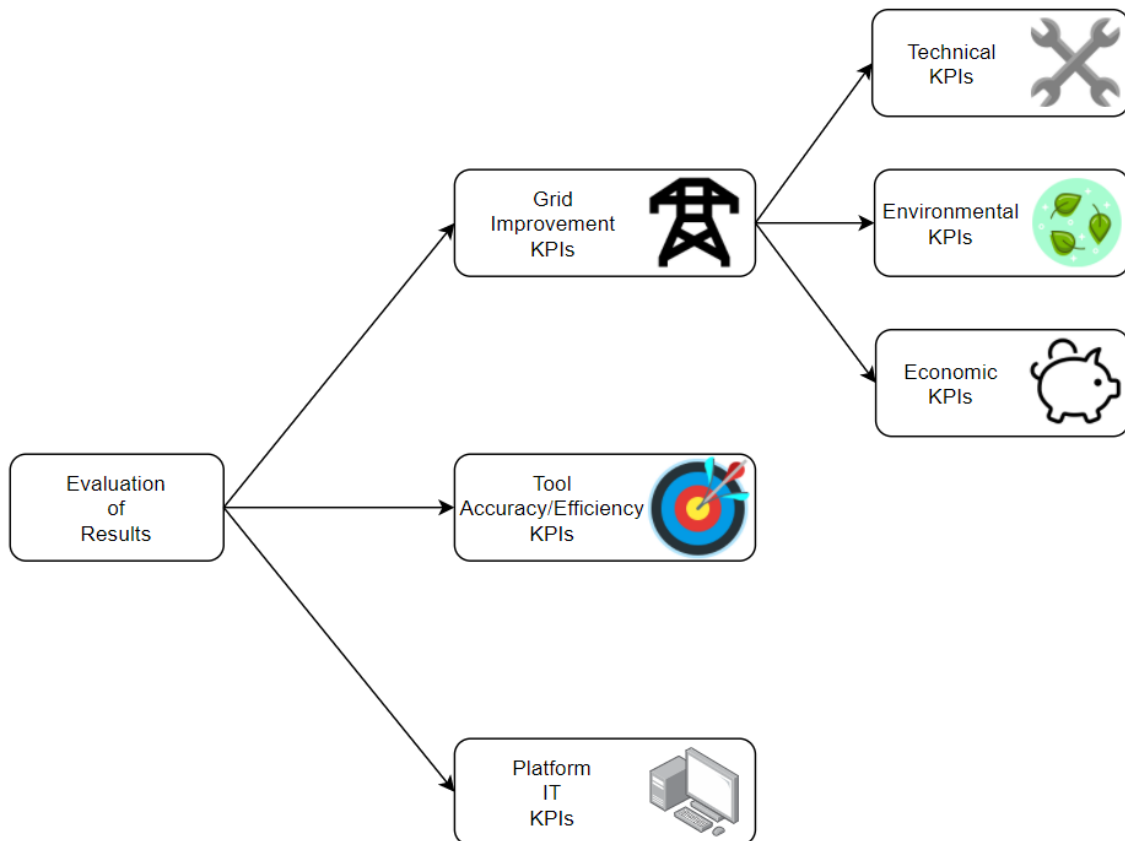 Technical
KPIs
Grid
Improvement
KPIs
Environmental
KPIs
Economic
KPIs
Evaluation
of
Results
Tool
Accuracy/Efficiency
KPIs
Platform
IT
KPIs